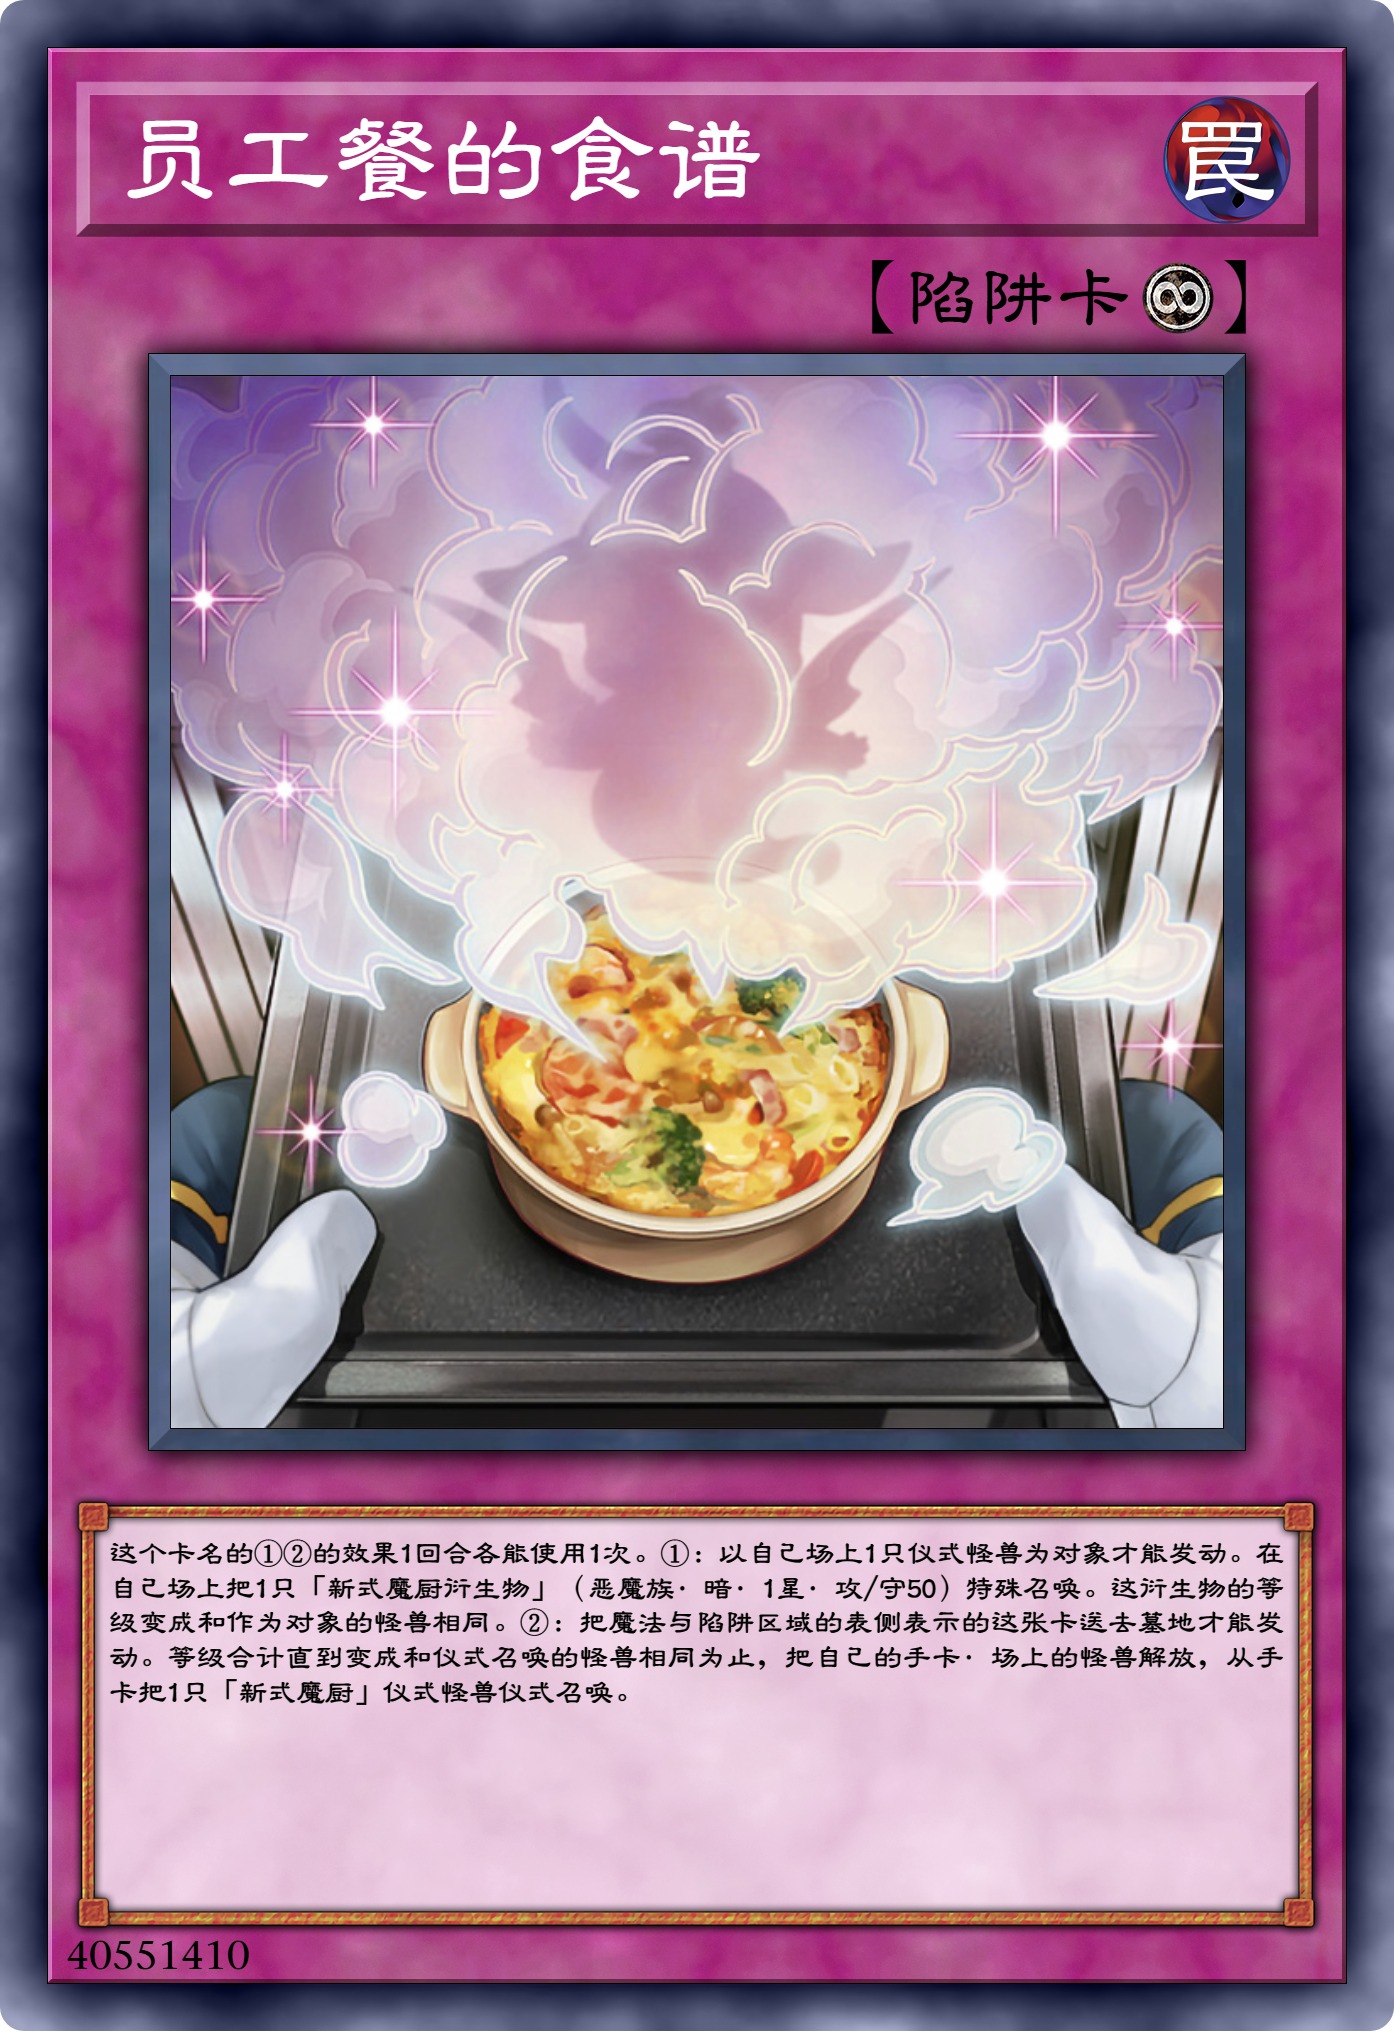 员工餐的食谱
罠
【陷阱卡】
这个卡名的①②的效果1回合各能使用1次。①：以自己场上1只仪式怪兽为对象才能发动。在
自己场上把1只「新式魔厨衍生物」（恶魔族·暗·1星·攻/守50）特殊召唤。这衍生物的等
级变成和作为对象的怪兽相同。②：把魔法与陷阱区域的表侧表示的这张卡送去墓地才能发
动。等级合计直到变成和仪式召唤的怪兽相同为止，把自己的手卡·场上的怪兽解放，从手
卡把1只「新式魔厨」仪式怪兽仪式召唤。
40551410